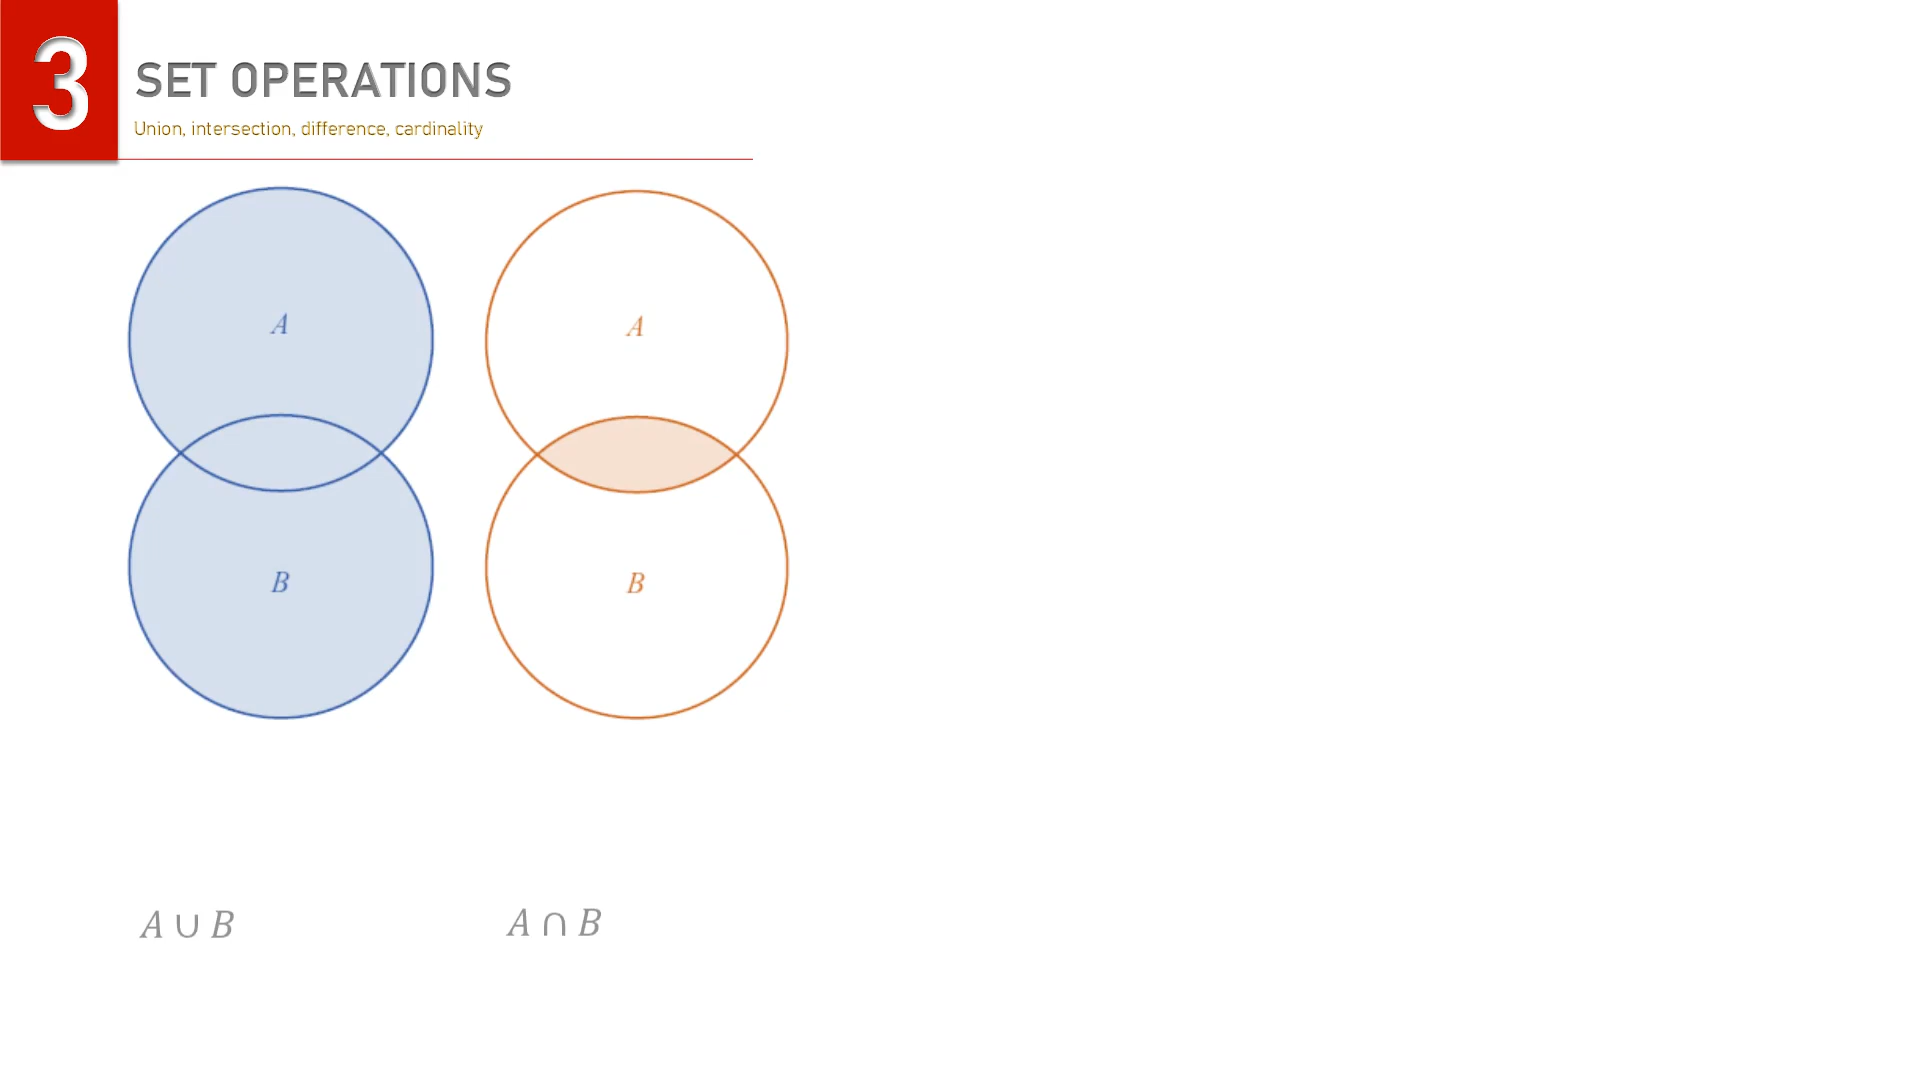 3
SET OPERATIONS
Union, intersection, difference, cardinality
A
A
B
B
A ∪ B
A ∩ B